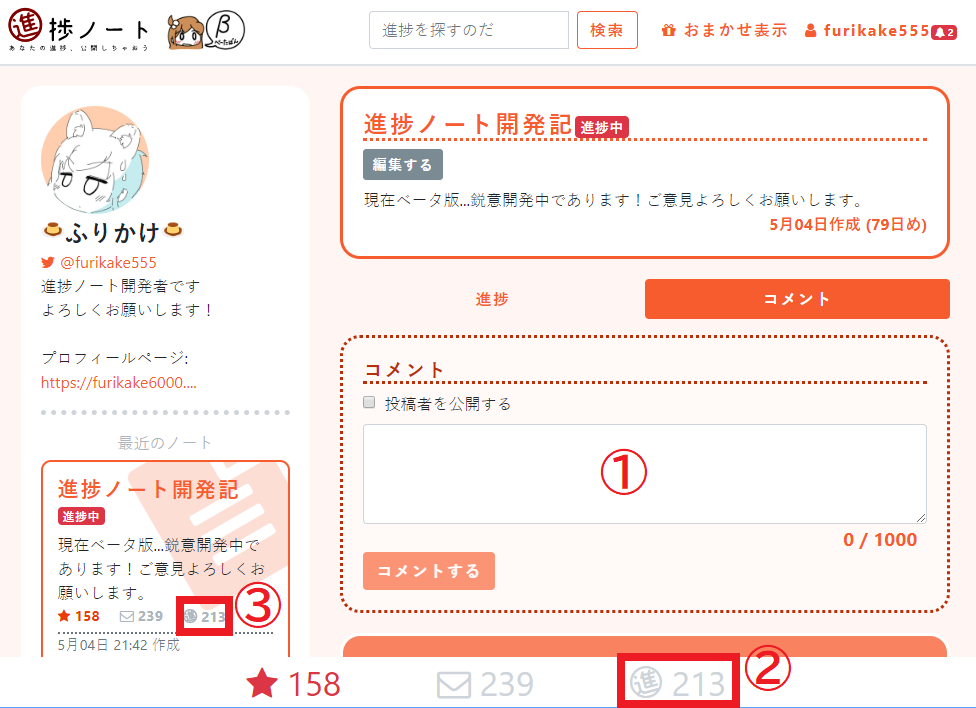 進捗ノート
あなたの進捗、公開しちゃおう
β
べーたばん
進捗を探すのだ
検索
おまかせ表示
furikake555
2
ふりかけ
@furikake555
進捗ノート開発者です
よろしくお願いします！
プロフィールページ:
https://furikake6000....
最近のノート
進捗ノート開発記
進捗中
現在ベータ版...鋭意開発中で
あります！ご意見よろしくお
願いします。
158 239 進 213
③
5月04日 21:42 作成
進捗ノート開発記 進捗中
編集する
現在ベータ版...鋭意開発中であります！ご意見よろしくお願いします。
5月04日作成 (79日め)
進捗
コメント
コメント
投稿者を公開する
①
0 / 1000
コメントする
158 239 進 213
②